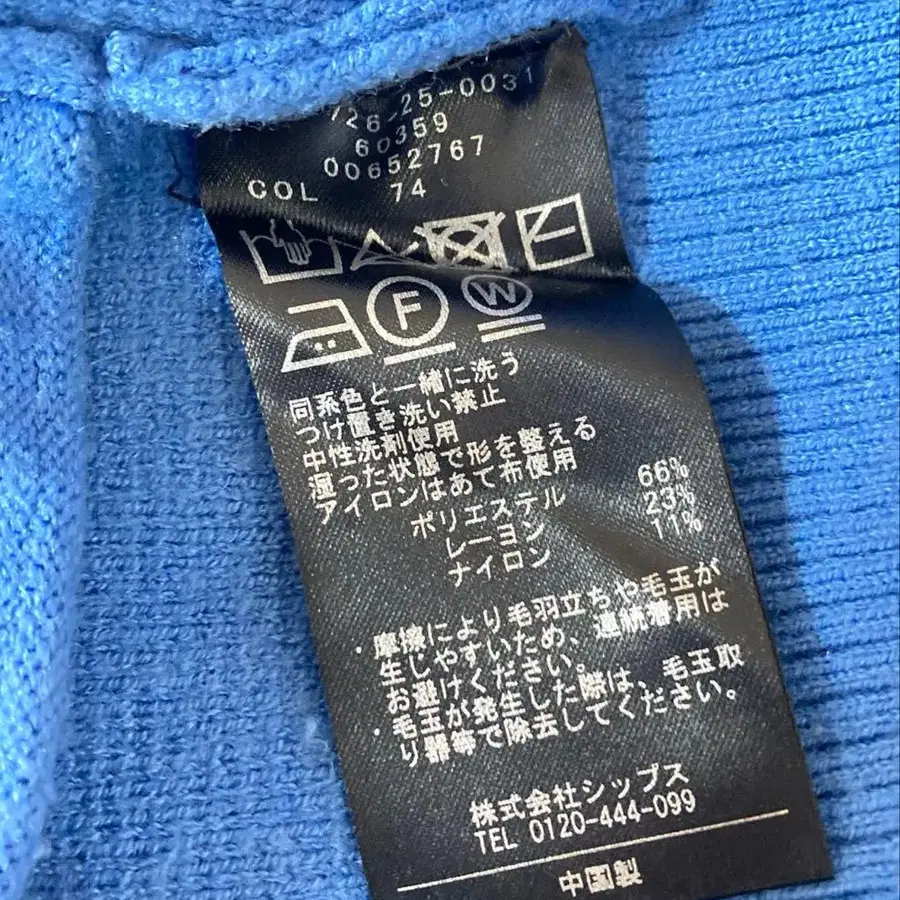 726-25-0031
60359
00652767
COL 74
F
W
同系色と一緒に洗う
つけ置き洗い禁止
中性洗剤使用
湿った状態で形を整える
アイロンはあて布使用
ポリエステル 66%
レーヨン 23%
ナイロン 11%
・摩擦により毛羽立ちや毛玉が
生しやすいため、連続着用は
お避けください。
・毛玉が発生した際は、毛玉取
り器等で除去してください。
株式会社シップス
TEL 0120-444-099
中国製